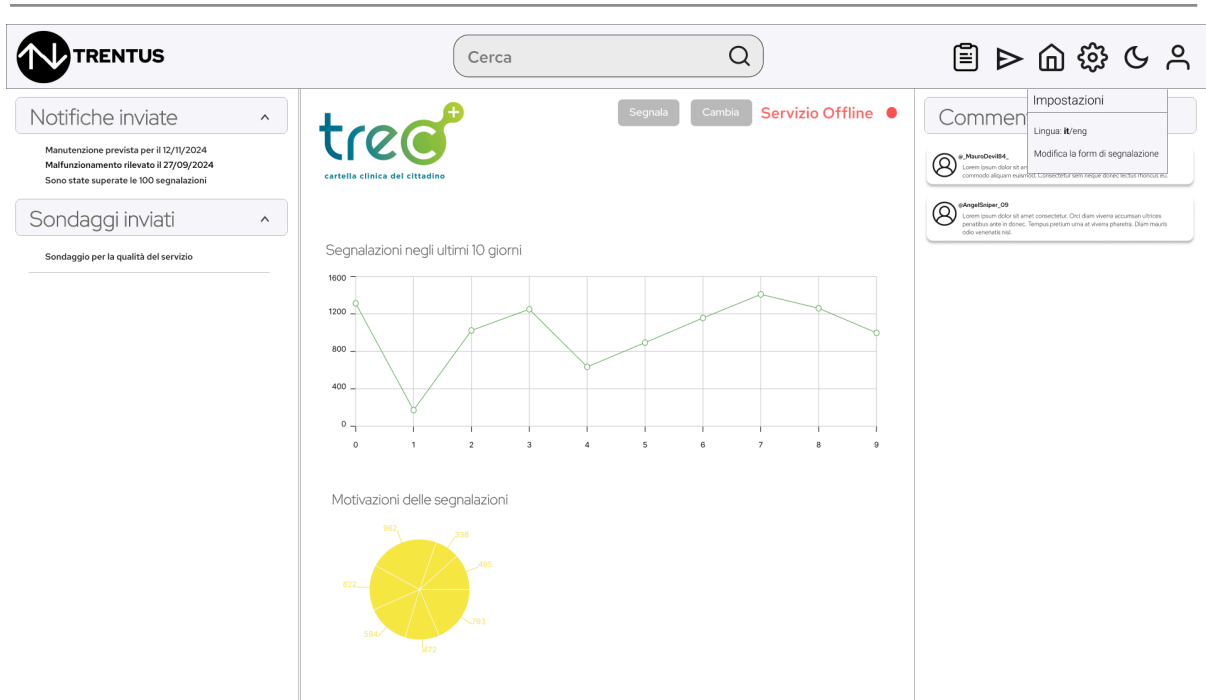 TRENTUS
Cerca
Notifiche inviate
Manutenzione prevista per il 12/11/2024
Malfunzionamento rilevato il 27/09/2024
Sono state superate le 100 segnalazioni
Sondaggi inviati
Sondaggio per la qualità del servizio
trec+
cartella clinica del cittadino
Segnala
Cambia
Servizio Offline
Segnalazioni negli ultimi 10 giorni
1600
1200
800
400
0
0 1 2 3 4 5 6 7 8 9
Motivazioni delle segnalazioni
982
336
495
622
793
504
472
Commen
Impostazioni
Lingua: it/eng
Modifica la form di segnalazione
@_MauroDevil84_
Lorem ipsum dolor sit am
commodo aliquam euismod. Consectetur sem neque donec lectus rhoncus eu.
@AngelSniper_09
Lorem ipsum dolor sit amet consectetur. Orci diam viverra accumsan ultrices
penatibus ante in donec. Tempus pretium urna at viverra pharetra. Diam mauris
odio venenatis nisl.